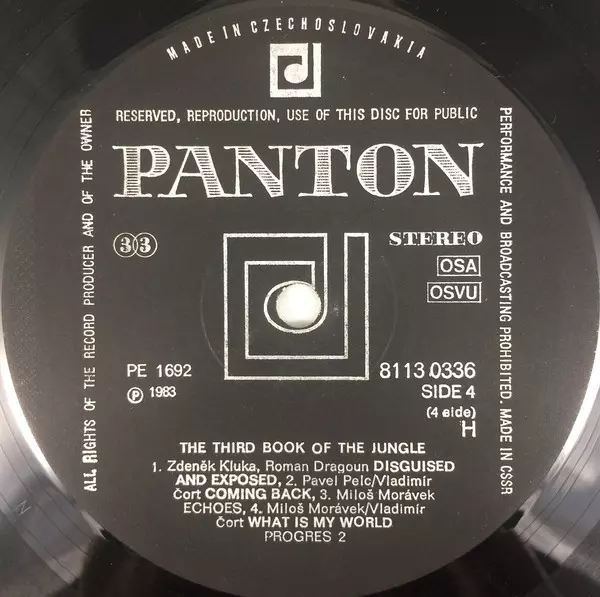 MADE IN CZECHOSLOVAKIA
RESERVED, REPRODUCTION, USE OF THIS DISC FOR PUBLIC
ALL RIGHTS OF THE RECORD PRODUCER AND OF THE OWNER
PERFORMANCE AND BROADCASTING PROHIBITED. MADE IN CSSR
PANTON
33
STEREO
OSA
OSVU
PE 1692
8113 0336
Ⓟ 1983
SIDE 4
(4 side)
H
THE THIRD BOOK OF THE JUNGLE
1. Zdeněk Kluka, Roman Dragoun DISGUISED
AND EXPOSED, 2. Pavel Pelc/Vladimír
Čort COMING BACK, 3. Miloš Morávek
ECHOES, 4. Miloš Morávek/Vladimír
Čort WHAT IS MY WORLD
PROGRES 2